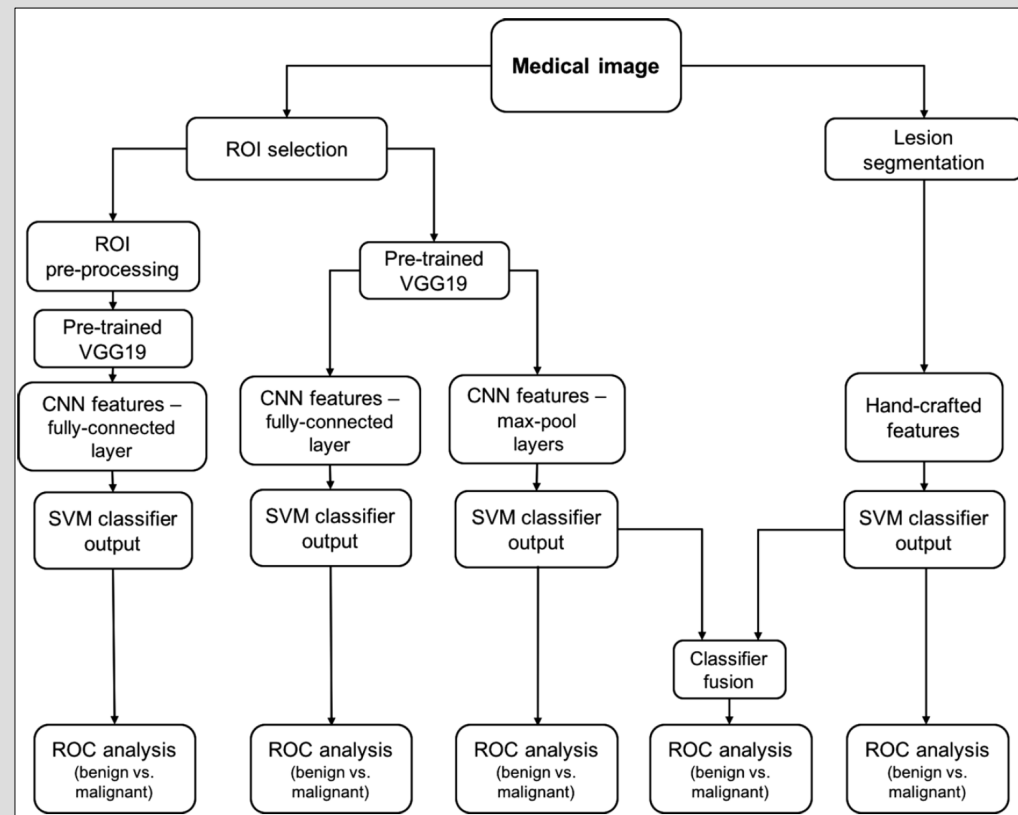 Medical image
ROI selection
Lesion
segmentation
ROI
pre-processing
Pre-trained
VGG19
Pre-trained
VGG19
CNN features –
fully-connected
layer
CNN features –
fully-connected
layer
CNN features –
max-pool
layers
Hand-crafted
features
SVM classifier
output
SVM classifier
output
SVM classifier
output
SVM classifier
output
Classifier
fusion
ROC analysis
(benign vs.
malignant)
ROC analysis
(benign vs.
malignant)
ROC analysis
(benign vs.
malignant)
ROC analysis
(benign vs.
malignant)
ROC analysis
(benign vs.
malignant)